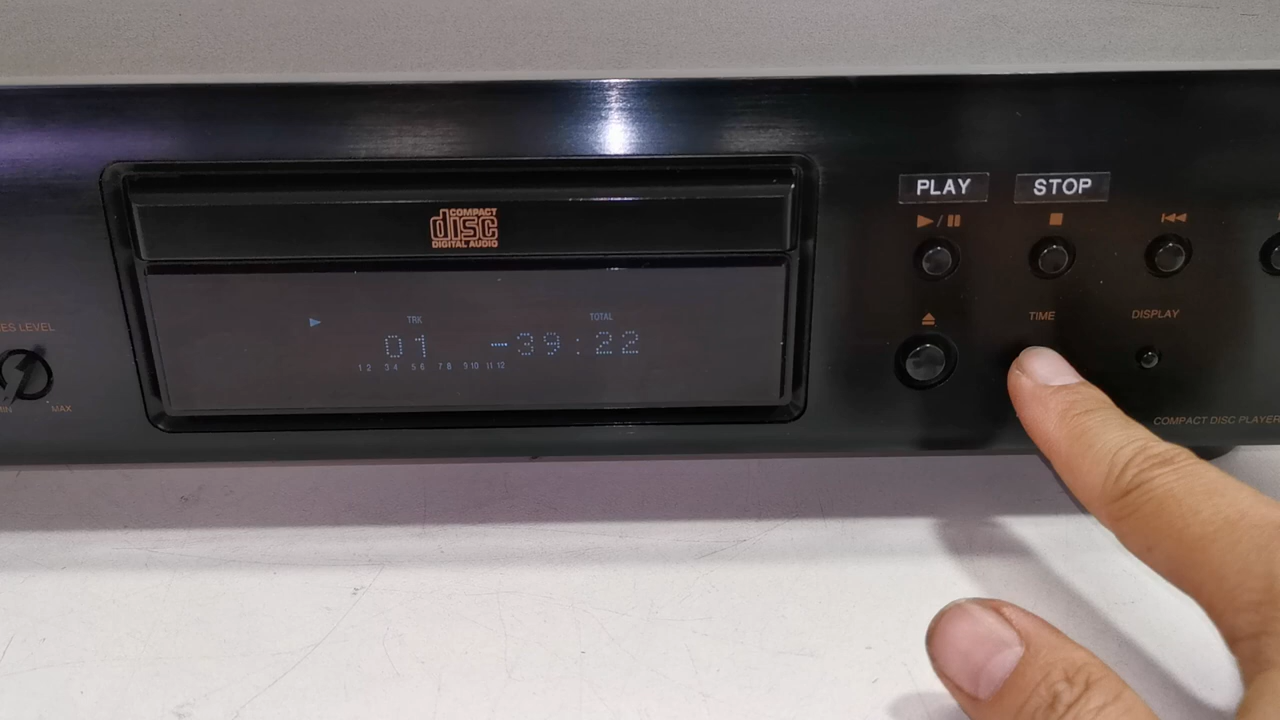 PLAY STOP
COMPACT
disc
DIGITAL AUDIO
TRK TOTAL
01 -39:22
1 2 3 4 5 6 7 8 9 10 11 12
TIME DISPLAY
LEVEL
MAX
COMPACT DISC PLAYER